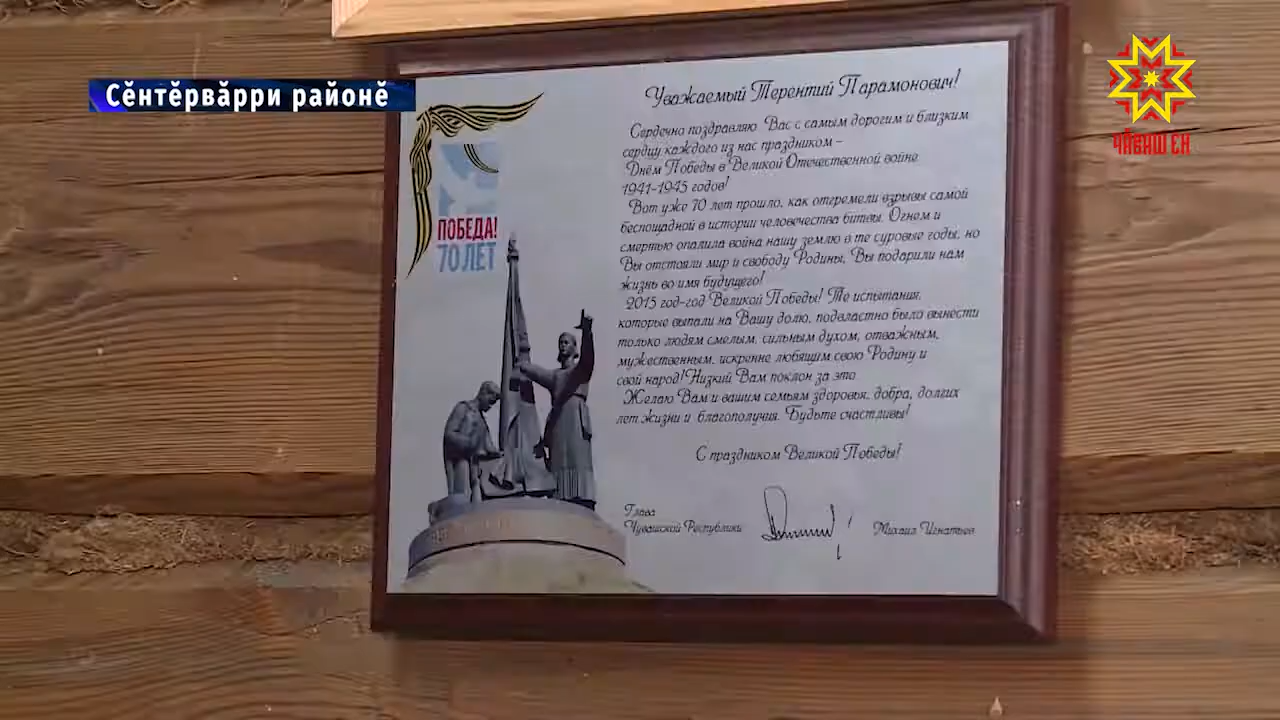 Сӗнтӗрвӑрри районӗ
ЧӐВАШ ЕН
ПОБЕДА!
70 ЛЕТ
Уважаемый Терентий Парамонович!
Сердечно поздравляю Вас с самым дорогим и близким
сердцу каждого из нас праздником –
Днём Победы в Великой Отечественной войне
1941-1945 годов!
Вот уже 70 лет прошло, как отгремели взрывы самой
беспощадной в истории человечества битвы. Огнем и
смертью опалила война нашу землю в те суровые годы, но
Вы отстояли мир и свободу Родины, Вы подарили нам
жизнь во имя будущего!
2015 год-год Великой Победы! Те испытания,
которые выпали на Вашу долю, подвластно было вынести
только людям смелым, сильным духом, отважным,
мужественным, искренне любящим свою Родину и
свой народ! Низкий Вам поклон за это.
Желаю Вам и вашим семьям здоровья, добра, долгих
лет жизни и благополучия. Будьте счастливы!
С праздником Великой Победы!
Глава
Чувашской Республики
Михаил Игнатьев